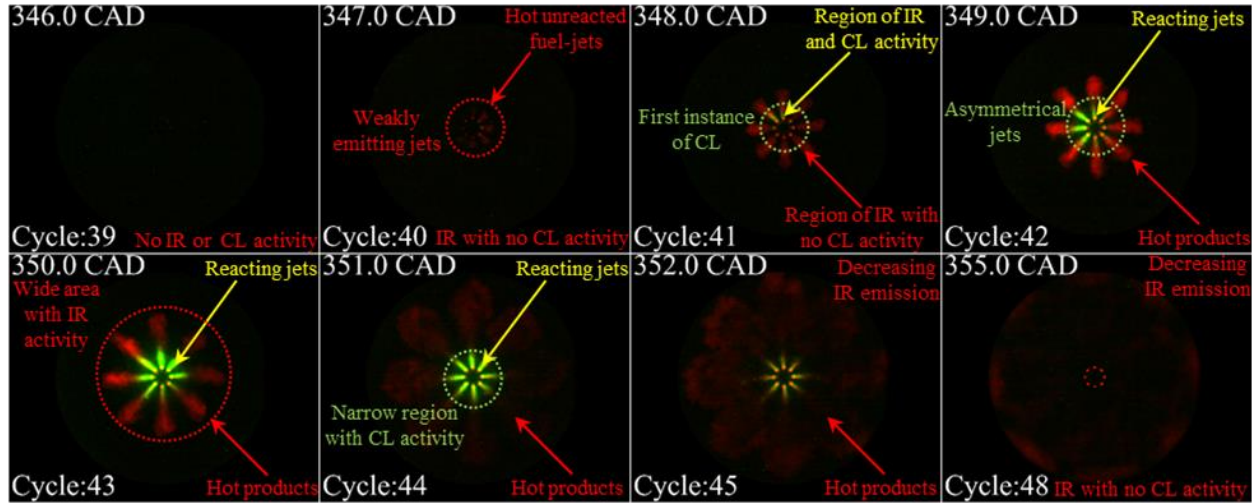 346.0 CAD
Cycle:39
No IR or CL activity
347.0 CAD
Hot unreacted
fuel-jets
Weakly
emitting jets
Cycle:40
IR with no CL activity
348.0 CAD
Region of IR
and CL activity
First instance
of CL
Region of IR with
no CL activity
Cycle:41
349.0 CAD
Reacting jets
Asymmetrical
jets
Cycle:42
Hot products
350.0 CAD
Reacting jets
Wide area
with IR
activity
Cycle:43
Hot products
351.0 CAD
Reacting jets
Narrow region
with CL activity
Cycle:44
Hot products
352.0 CAD
Decreasing
IR emission
Cycle:45
Hot products
355.0 CAD
Decreasing
IR emission
Cycle:48
IR with no CL activity